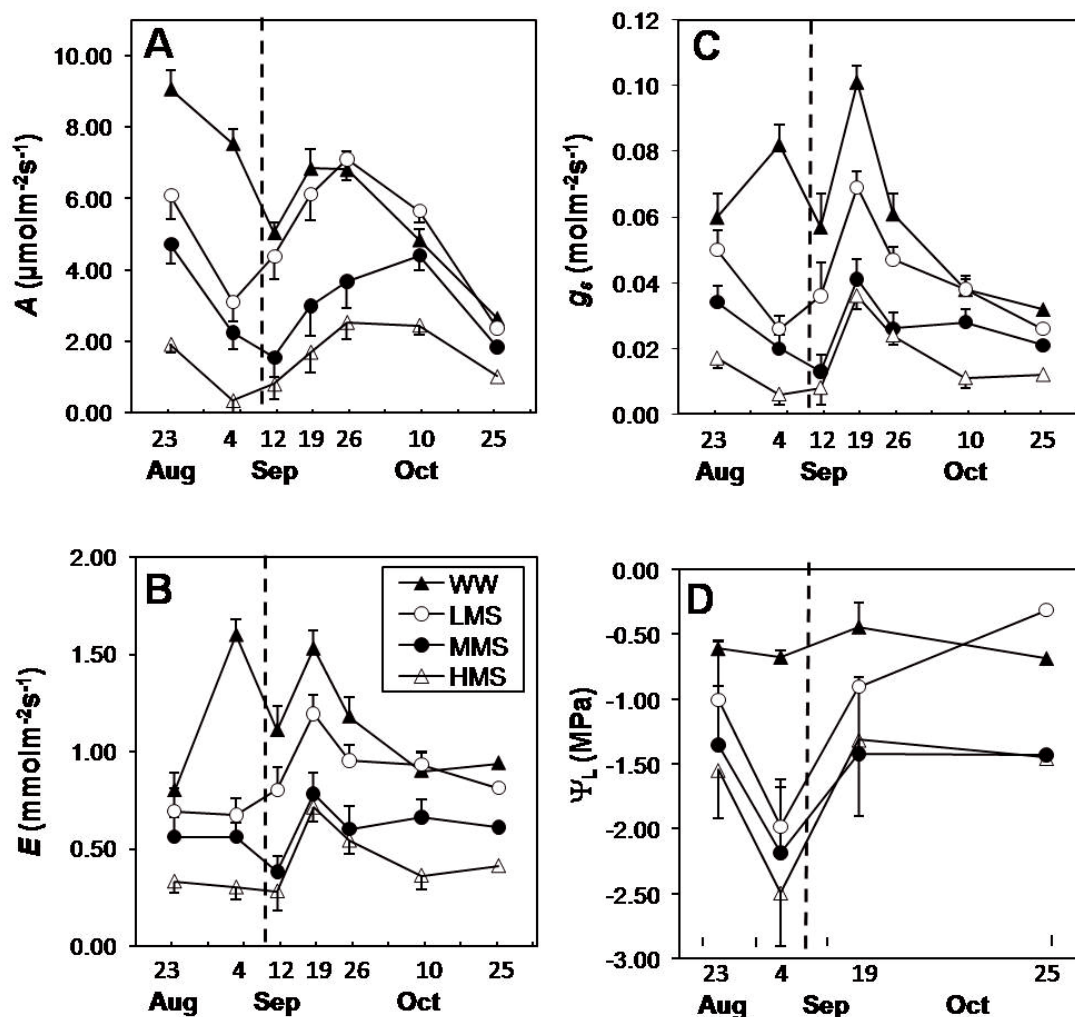 A
10.00
8.00
6.00
4.00
2.00
0.00
A (µmolm⁻²s⁻¹)
23 4 12 19 26 10 25
Aug Sep Oct
C
0.12
0.10
0.08
0.06
0.04
0.02
0.00
gs (molm⁻²s⁻¹)
23 4 12 19 26 10 25
Aug Sep Oct
B
2.00
1.50
1.00
0.50
0.00
E (mmolm⁻²s⁻¹)
WW
LMS
MMS
HMS
23 4 12 19 26 10 25
Aug Sep Oct
D
0.00
-0.50
-1.00
-1.50
-2.00
-2.50
-3.00
ΨL (MPa)
23 4 19 25
Aug Sep Oct